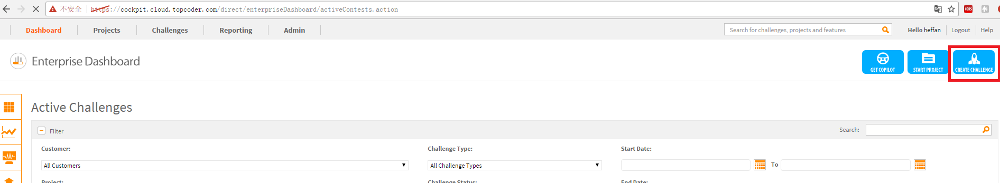 不安全 https://cockpit.cloud.topcoder.com/direct/enterpriseDashboard/activeContests.action CORS
Dashboard Projects Challenges Reporting Admin Search for challenges, projects and features Hello heffan Logout Help
Enterprise Dashboard GET COPILOT START PROJECT CREATE CHALLENGE
Active Challenges
Filter Search:
Customer: Challenge Type: Start Date:
All Customers All Challenge Types To
Project: Challenge Status: End Date: